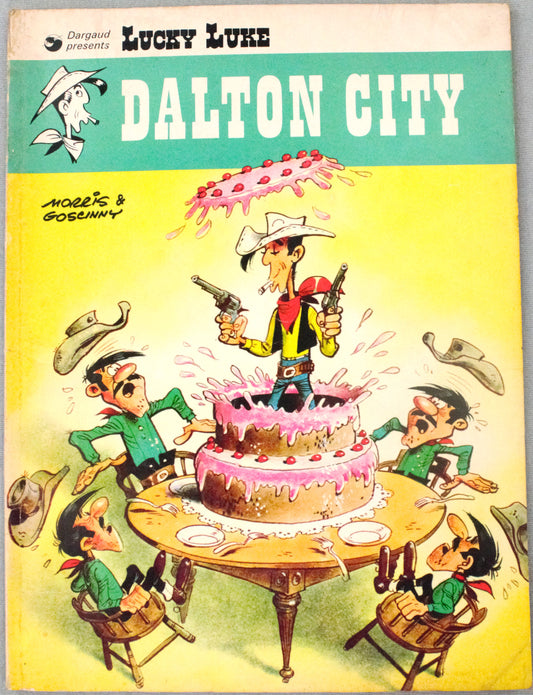 Dargaud
presents
LUCKY LUKE
DALTON CITY
MORRIS &
GOSCINNY